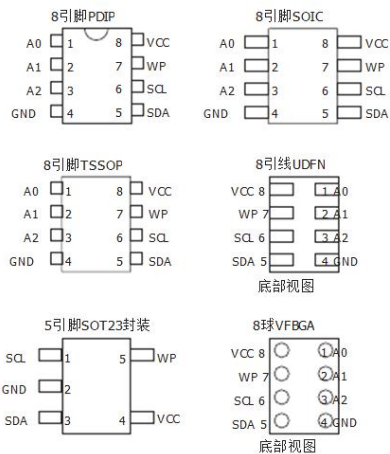 8引脚PDIP
A0 1 8 VCC
A1 2 7 WP
A2 3 6 SCL
GND 4 5 SDA
8引脚SOIC
A0 1 8 VCC
A1 2 7 WP
A2 3 6 SCL
GND 4 5 SDA
8引脚TSSOP
A0 1 8 VCC
A1 2 7 WP
A2 3 6 SCL
GND 4 5 SDA
8引线UDFN
VCC 8 1 A0
WP 7 2 A1
SCL 6 3 A2
SDA 5 4 GND
底部视图
5引脚SOT23封装
SCL 1 5 WP
GND 2
SDA 3 4 VCC
8球VFBGA
VCC 8 1 A0
WP 7 2 A1
SCL 6 3 A2
SDA 5 4 GND
底部视图